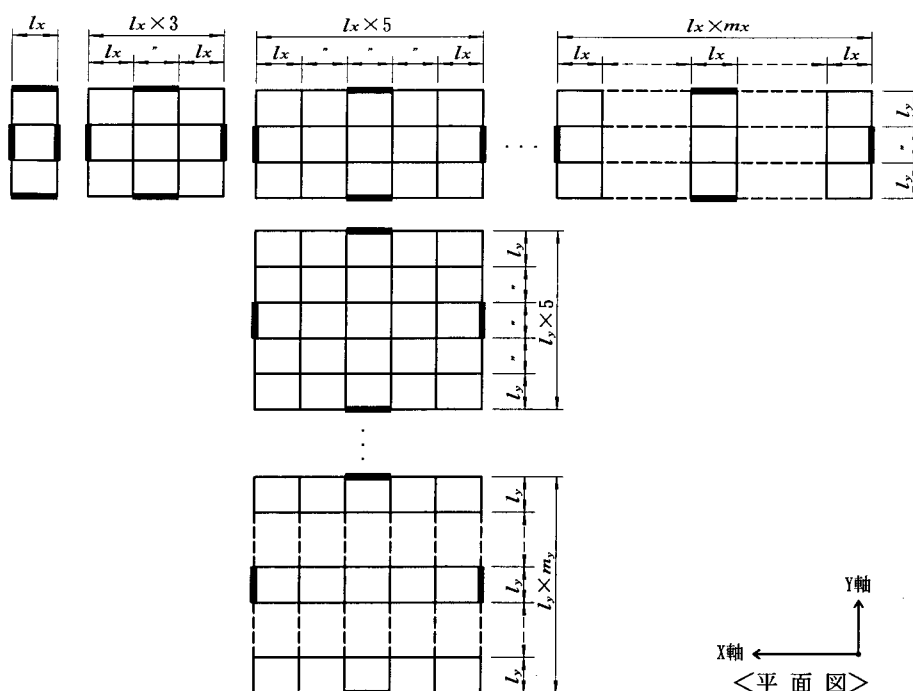 lx
lx×3
lx×5
lx×mx
lx 〃 lx
lx 〃 〃 〃 lx
lx lx lx
ly
〃
ly
ly
〃
〃
〃
ly
ly×5
ly
ly
ly
ly×my
Y軸
X軸
<平面図>